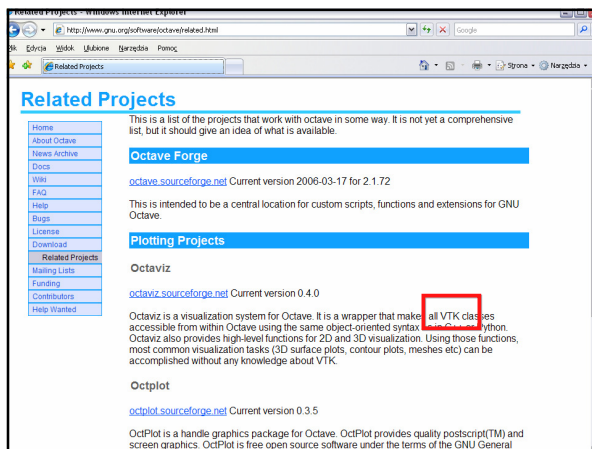 Related Projects - Windows Internet Explorer
http://www.gnu.org/software/octave/related.html
Google
Plik Edycja Widok Ulubione Narzędzia Pomoc
Related Projects
Strona
Narzędzia
Related Projects
Home
About Octave
News Archive
Docs
Wiki
FAQ
Help
Bugs
License
Download
Related Projects
Mailing Lists
Funding
Contributors
Help Wanted
This is a list of the projects that work with octave in some way. It is not yet a comprehensive
list, but it should give an idea of what is available.
Octave Forge
octave.sourceforge.net Current version 2006-03-17 for 2.1.72
This is intended to be a central location for custom scripts, functions and extensions for GNU
Octave.
Plotting Projects
Octaviz
octaviz.sourceforge.net Current version 0.4.0
Octaviz is a visualization system for Octave. It is a wrapper that makes all VTK classes
accessible from within Octave using the same object-oriented syntax as in C++ or Python.
Octaviz also provides high-level functions for 2D and 3D visualization. Using those functions,
most common visualization tasks (3D surface plots, contour plots, meshes etc) can be
accomplished without any knowledge about VTK.
Octplot
octplot.sourceforge.net Current version 0.3.5
OctPlot is a handle graphics package for Octave. OctPlot provides quality postscript(TM) and
screen graphics. OctPlot is free open source software under the terms of the GNU General